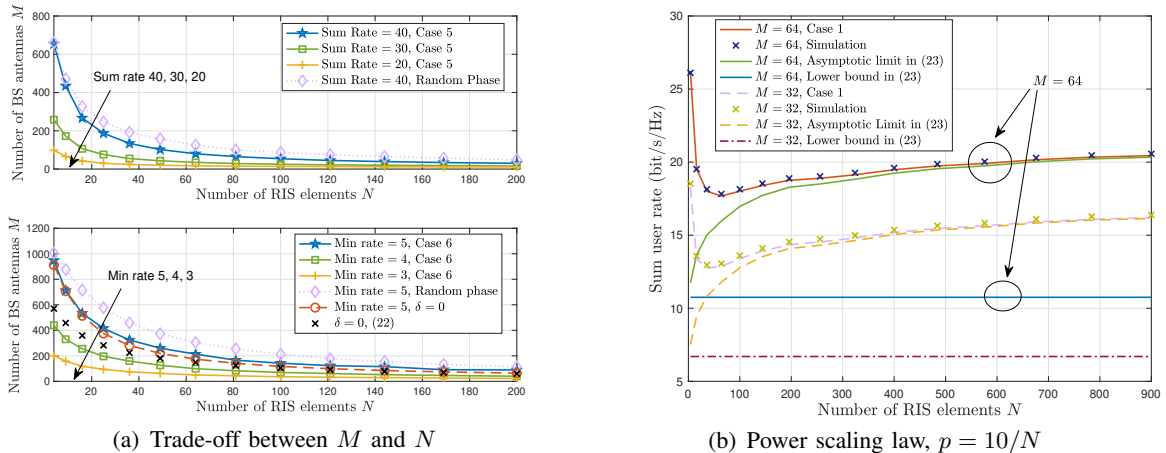 Number of BS antennas M
800
600
400
200
0
Sum Rate = 40, Case 5
Sum Rate = 30, Case 5
Sum Rate = 20, Case 5
Sum Rate = 40, Random Phase
Sum rate 40, 30, 20
20 40 60 80 100 120 140 160 180 200
Number of RIS elements N
Number of BS antennas M
1200
1000
800
600
400
200
0
Min rate = 5, Case 6
Min rate = 4, Case 6
Min rate = 3, Case 6
Min rate = 5, Random phase
Min rate = 5, δ = 0
δ = 0, (22)
Min rate 5, 4, 3
20 40 60 80 100 120 140 160 180 200
Number of RIS elements N
(a) Trade-off between M and N
Sum user rate (bit/s/Hz)
30
25
20
15
10
5
M = 64, Case 1
M = 64, Simulation
M = 64, Asymptotic limit in (23)
M = 64, Lower bound in (23)
M = 32, Case 1
M = 32, Simulation
M = 32, Asymptotic Limit in (23)
M = 32, Lower bound in (23)
M = 64
0 100 200 300 400 500 600 700 800 900
Number of RIS elements N
(b) Power scaling law, p = 10/N